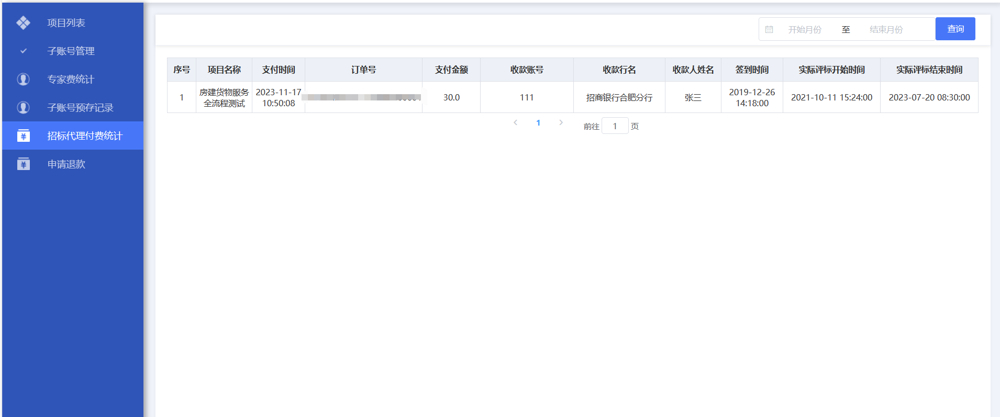 项目列表
子账号管理
专家费统计
子账号预存记录
招标代理付费统计
申请退款
开始月份 至 结束月份 查询
序号 项目名称 支付时间 订单号 支付金额 收款账号 收款行名 收款人姓名 签到时间 实际评标开始时间 实际评标结束时间
1 房建货物服务 2023-11-17 30.0 111 招商银行合肥分行 张三 2019-12-26 2021-10-11 15:24:00 2023-07-20 08:30:00
全流程测试 10:50:08 14:18:00
1 前往 1 页